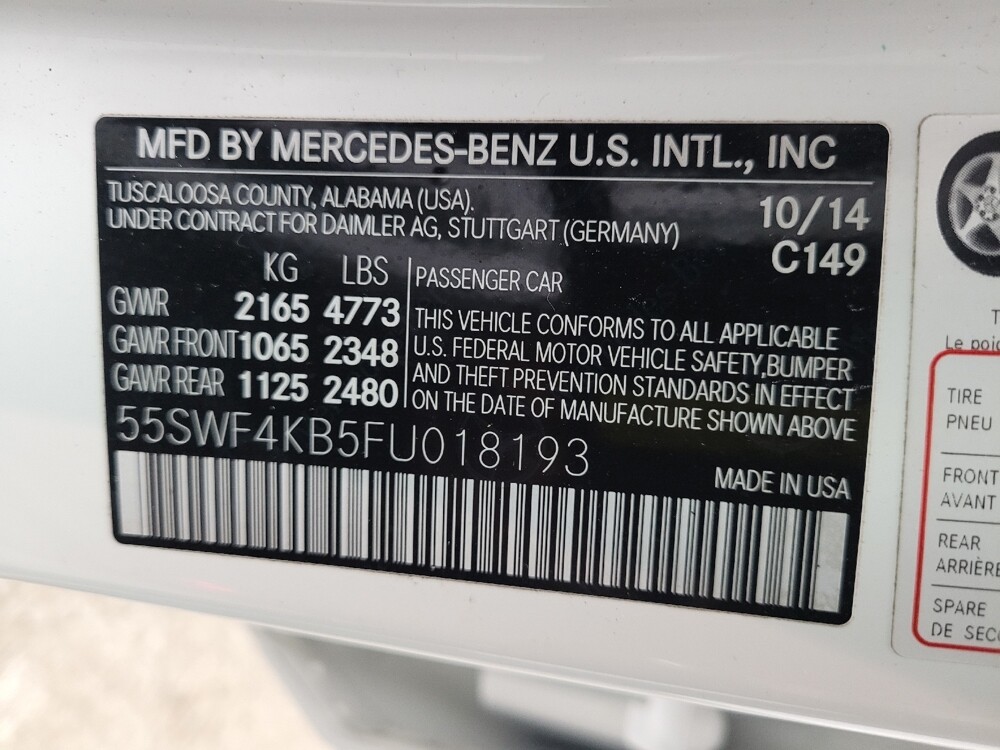 MFD BY MERCEDES-BENZ U.S. INTL., INC
TUSCALOOSA COUNTY, ALABAMA (USA).
UNDER CONTRACT FOR DAIMLER AG, STUTTGART (GERMANY)
10/14
C149
KG LBS
GVWR 2165 4773
GAWR FRONT 1065 2348
GAWR REAR 1125 2480
PASSENGER CAR
THIS VEHICLE CONFORMS TO ALL APPLICABLE
U.S. FEDERAL MOTOR VEHICLE SAFETY, BUMPER
AND THEFT PREVENTION STANDARDS IN EFFECT
ON THE DATE OF MANUFACTURE SHOWN ABOVE
55SWF4KB5FU018193
MADE IN USA
Le
TIRE
PNEU
FRONT
AVANT
REAR
ARRIÈRE
SPARE
DE